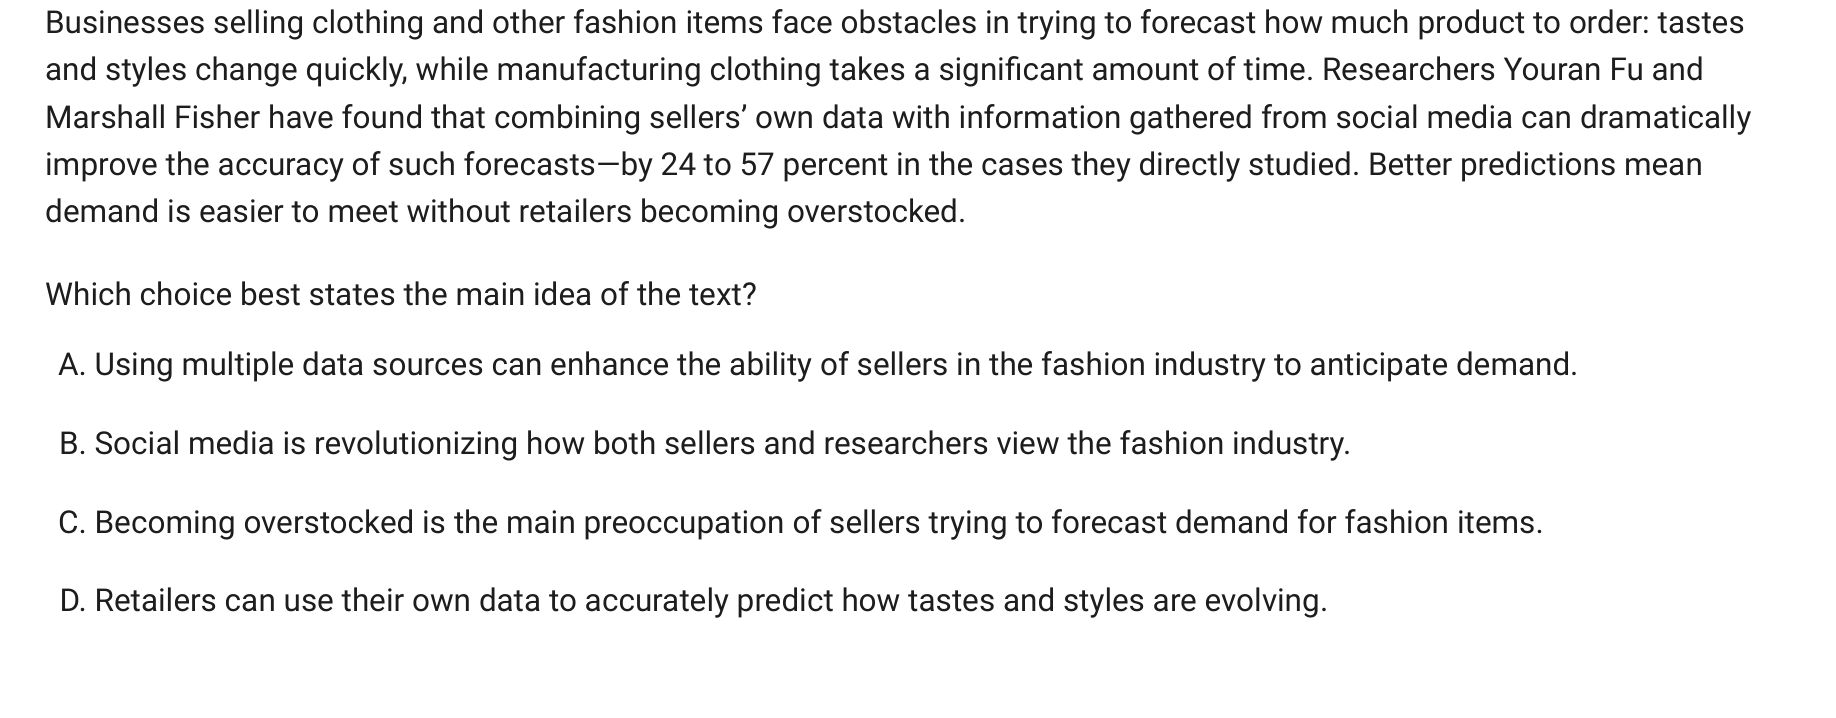 Businesses selling clothing and other fashion items face obstacles in trying to forecast how much product to order: tastes
and styles change quickly, while manufacturing clothing takes a significant amount of time. Researchers Youran Fu and
Marshall Fisher have found that combining sellers’ own data with information gathered from social media can dramatically
improve the accuracy of such forecasts—by 24 to 57 percent in the cases they directly studied. Better predictions mean
demand is easier to meet without retailers becoming overstocked.
Which choice best states the main idea of the text?
A. Using multiple data sources can enhance the ability of sellers in the fashion industry to anticipate demand.
B. Social media is revolutionizing how both sellers and researchers view the fashion industry.
C. Becoming overstocked is the main preoccupation of sellers trying to forecast demand for fashion items.
D. Retailers can use their own data to accurately predict how tastes and styles are evolving.